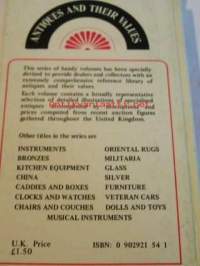 ANTIQUES AND THEIR VALUES
This series of handy volumes has been specially
devised to provide dealers and collectors with an
extremely comprehensive reference library of
antiques and their values.
Each volume contains a broadly representative
selection of detailed illustrations of
antiques
prices computed from recent auction figures
gathered throughout the United Kingdom.
Other titles in the series are
INSTRUMENTS ORIENTAL RUGS
BRONZES MILITARIA
KITCHEN EQUIPMENT GLASS
CHINA SILVER
CADDIES AND BOXES FURNITURE
CLOCKS AND WATCHES VETERAN CARS
CHAIRS AND COUCHES DOLLS AND TOYS
MUSICAL INSTRUMENTS
U.K. Price ISBN: 0 902921 54 1
£1.50